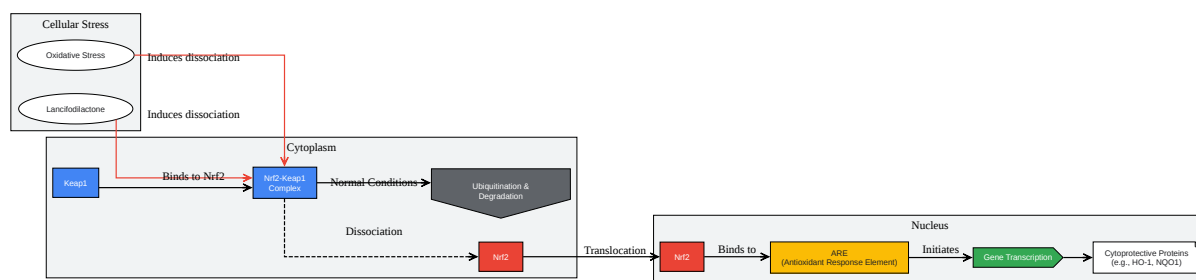 Cellular Stress
Oxidative Stress
Induces dissociation
Lancifodilactone
Induces dissociation
Cytoplasm
Keap1
Binds to Nrf2
Nrf2-Keap1
Complex
Normal Conditions
Ubiquitination &
Degradation
Dissociation
Nrf2
Translocation
Nucleus
Nrf2
Binds to
ARE
(Antioxidant Response Element)
Initiates
Gene Transcription
Cytoprotective Proteins
(e.g., HO-1, NQO1)